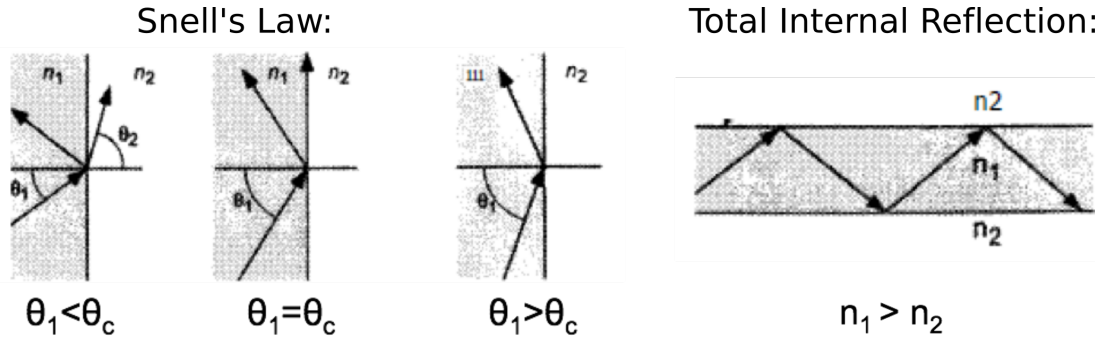 Snell's Law:
Total Internal Reflection:
n₁ n₂
θ₂
θ₁
θ₁<θc
n₁ n₂
θ₁
θ₁=θc
n₂
θ₁
θ₁>θc
n2
n₁
n₂
n₁ > n₂